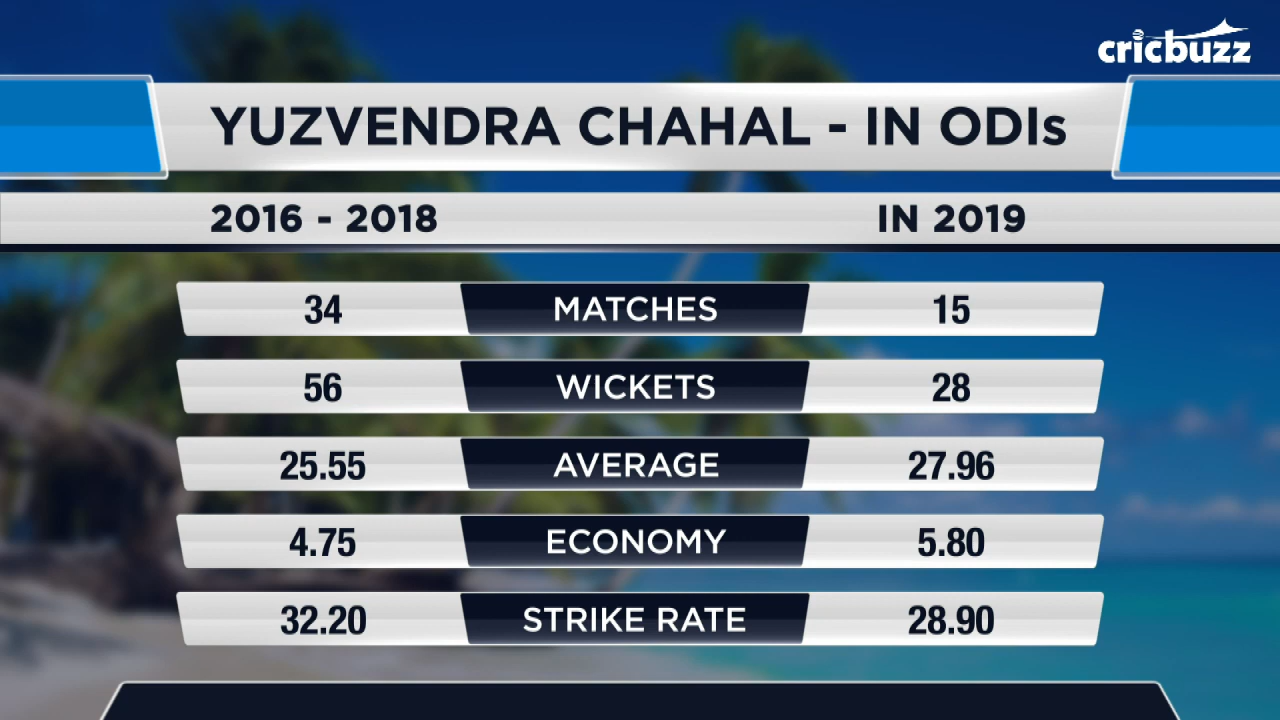 cricbuzz
YUZVENDRA CHAHAL - IN ODIs
2016 - 2018 IN 2019
34 MATCHES 15
56 WICKETS 28
25.55 AVERAGE 27.96
4.75 ECONOMY 5.80
32.20 STRIKE RATE 28.90